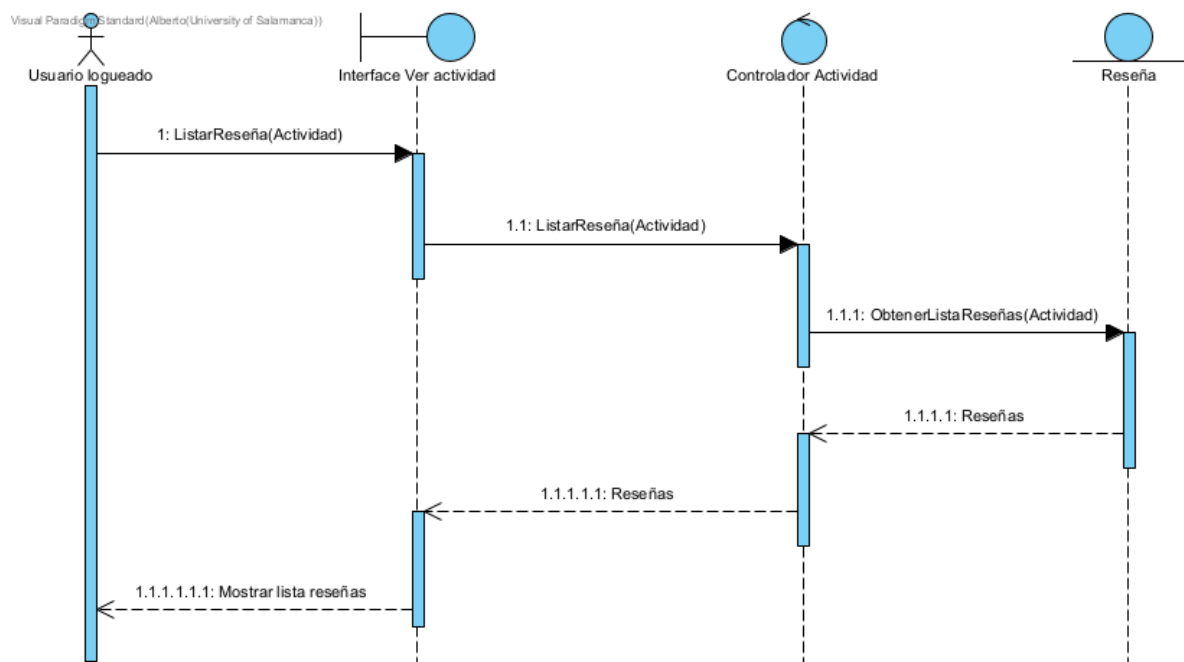 Visual Paradigm Standard(Alberto(University of Salamanca))
Usuario logueado
Interface Ver actividad
Controlador Actividad
Reseña
1: ListarReseña(Actividad)
1.1: ListarReseña(Actividad)
1.1.1: ObtenerListaReseñas(Actividad)
1.1.1.1: Reseñas
1.1.1.1.1: Reseñas
1.1.1.1.1.1: Mostrar lista reseñas